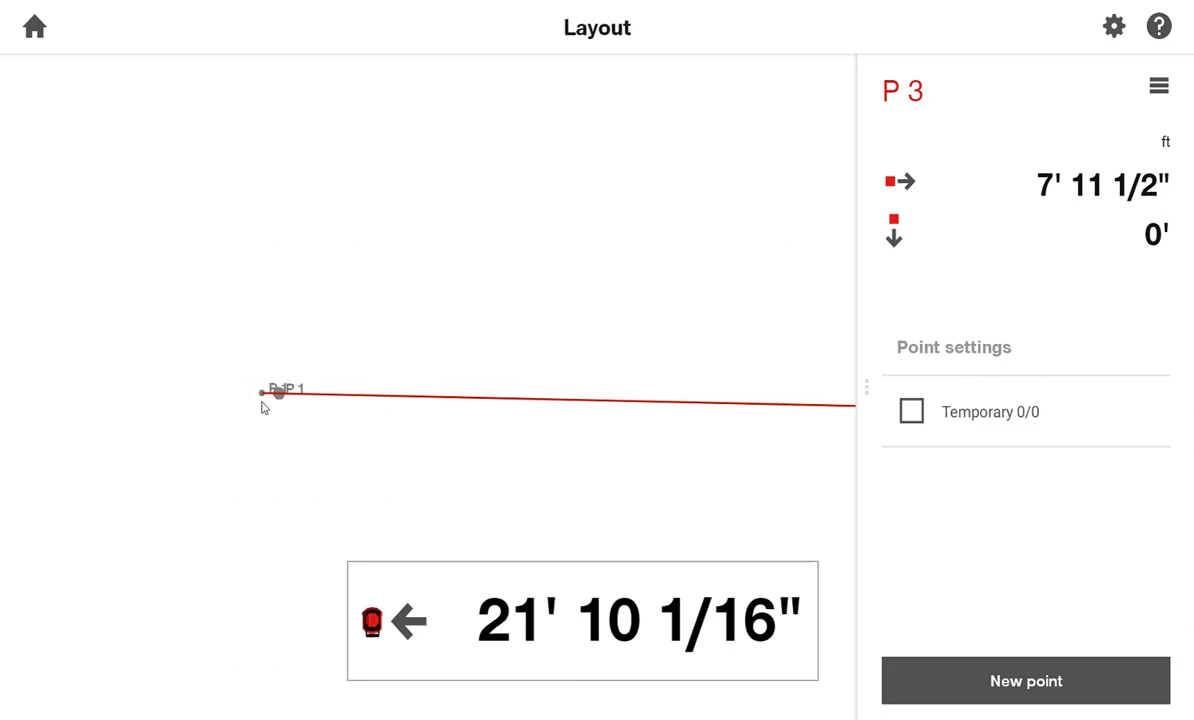 Layout
P 3
ft
7' 11 1/2"
0'
P 1
Point settings
Temporary 0/0
21' 10 1/16"
New point